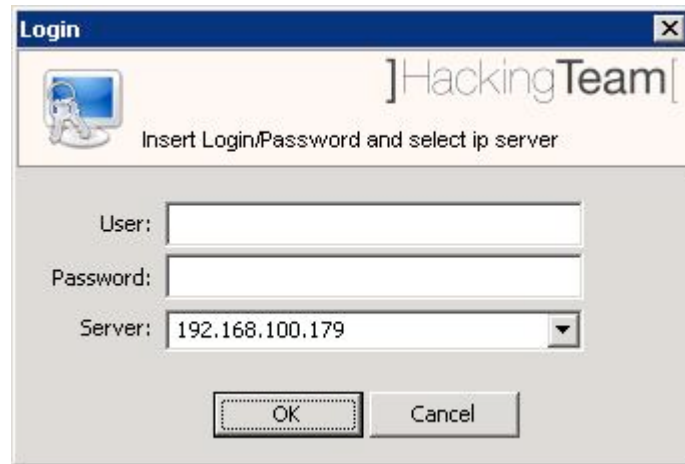 Login
]HackingTeam[
Insert Login/Password and select ip server
User:
Password:
Server: 192.168.100.179
OK Cancel